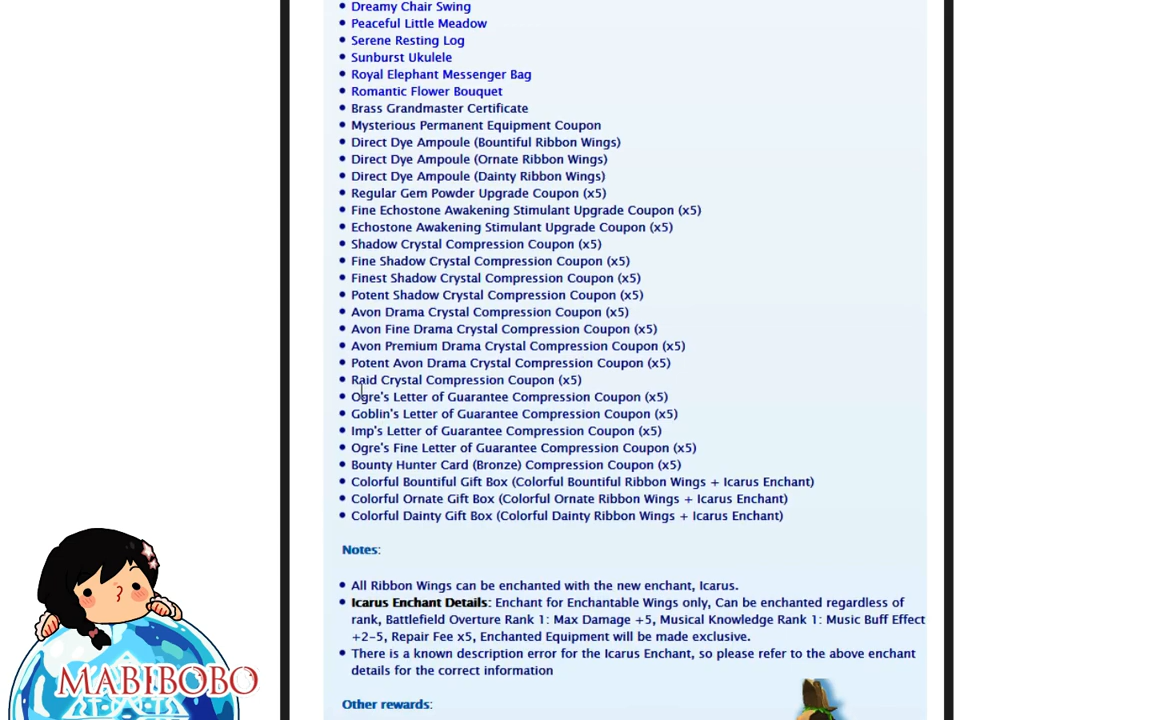 Dreamy Chair Swing
Peaceful Little Meadow
Serene Resting Log
Sunburst Ukulele
Royal Elephant Messenger Bag
Romantic Flower Bouquet
Brass Grandmaster Certificate
Mysterious Permanent Equipment Coupon
Direct Dye Ampoule (Bountiful Ribbon Wings)
Direct Dye Ampoule (Ornate Ribbon Wings)
Direct Dye Ampoule (Dainty Ribbon Wings)
Regular Gem Powder Upgrade Coupon (x5)
Fine Echostone Awakening Stimulant Upgrade Coupon (x5)
Echostone Awakening Stimulant Upgrade Coupon (x5)
Shadow Crystal Compression Coupon (x5)
Fine Shadow Crystal Compression Coupon (x5)
Finest Shadow Crystal Compression Coupon (x5)
Potent Shadow Crystal Compression Coupon (x5)
Avon Drama Crystal Compression Coupon (x5)
Avon Fine Drama Crystal Compression Coupon (x5)
Avon Premium Drama Crystal Compression Coupon (x5)
Potent Avon Drama Crystal Compression Coupon (x5)
Raid Crystal Compression Coupon (x5)
Ogre's Letter of Guarantee Compression Coupon (x5)
Goblin's Letter of Guarantee Compression Coupon (x5)
Imp's Letter of Guarantee Compression Coupon (x5)
Ogre's Fine Letter of Guarantee Compression Coupon (x5)
Bounty Hunter Card (Bronze) Compression Coupon (x5)
Colorful Bountiful Gift Box (Colorful Bountiful Ribbon Wings + Icarus Enchant)
Colorful Ornate Gift Box (Colorful Ornate Ribbon Wings + Icarus Enchant)
Colorful Dainty Gift Box (Colorful Dainty Ribbon Wings + Icarus Enchant)
Notes:
All Ribbon Wings can be enchanted with the new enchant, Icarus.
Icarus Enchant Details: Enchant for Enchantable Wings only, Can be enchanted regardless of
rank, Battlefield Overture Rank 1: Max Damage +5, Musical Knowledge Rank 1: Music Buff Effect
+2~5, Repair Fee x5, Enchanted Equipment will be made exclusive.
There is a known description error for the Icarus Enchant, so please refer to the above enchant
details for the correct information
Other rewards:
MABIBOBO